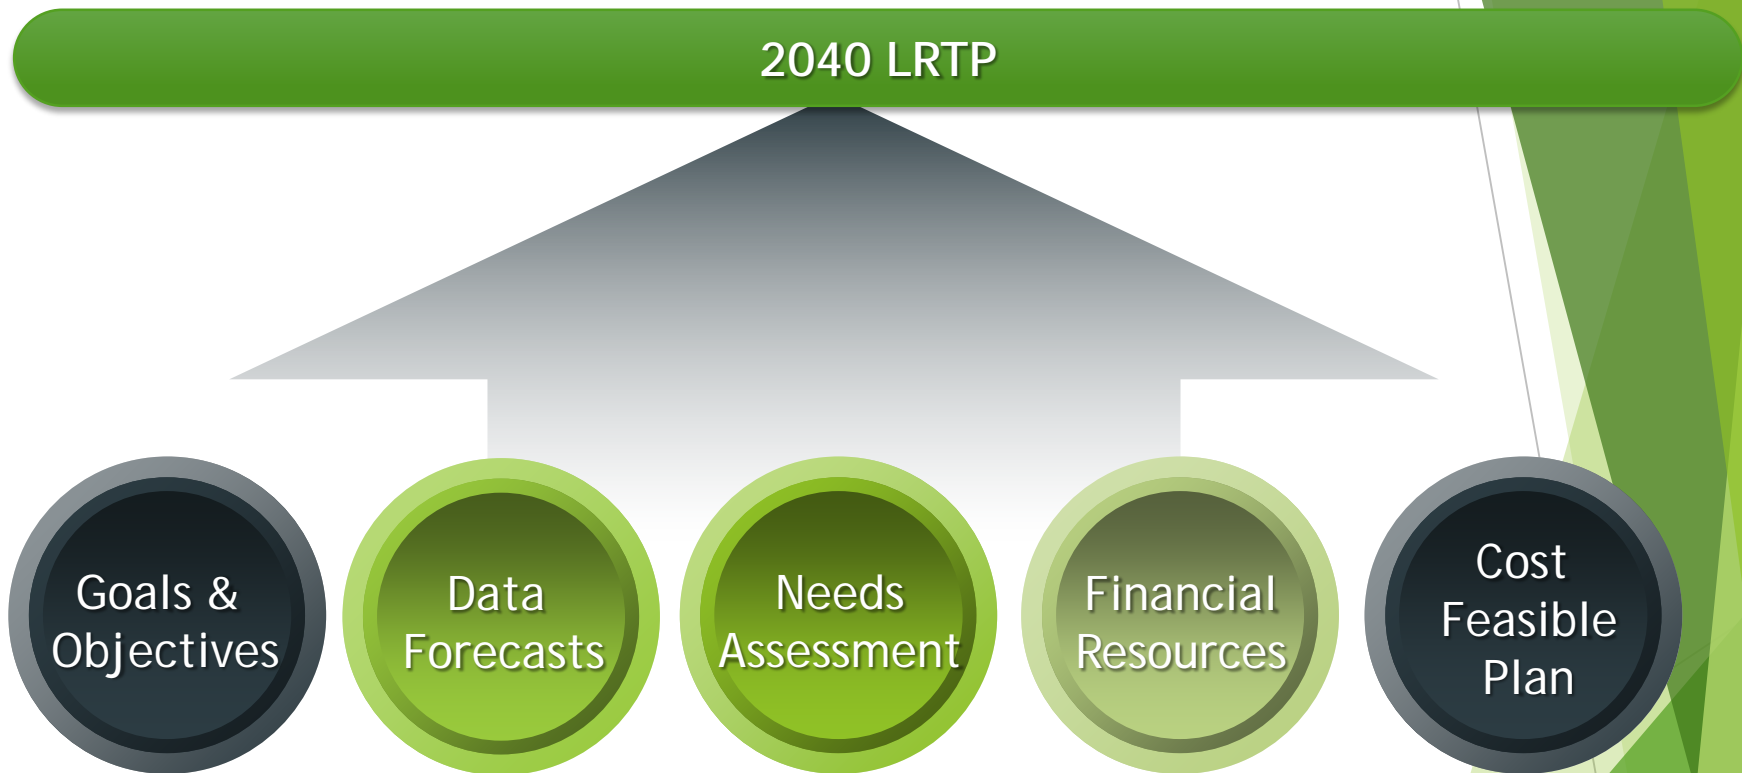 2040 LRTP
Goals &
Objectives
Data
Forecasts
Needs
Assessment
Financial
Resources
Cost
Feasible
Plan